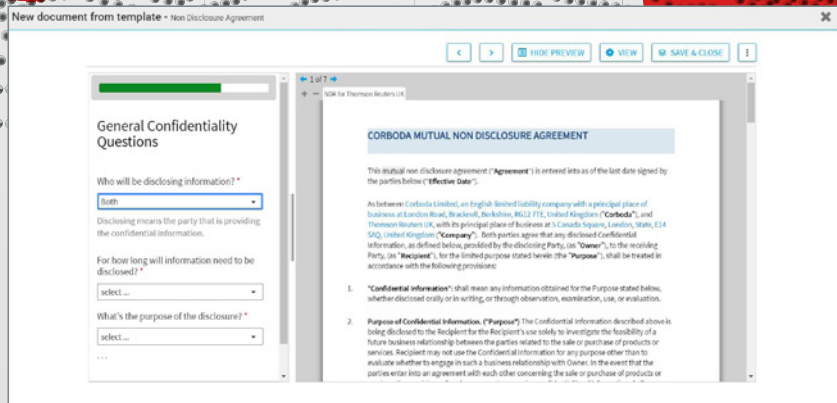 New document from template - Non Disclosure Agreement
HIDE PREVIEW
VIEW
SAVE & CLOSE
General Confidentiality
Questions
Who will be disclosing information? *
Both
Disclosing means the party that is providing
the confidential information.
For how long will information need to be
disclosed? *
select ...
What's the purpose of the disclosure? *
select ...
...
1 of 7
NDA for Thomson Reuters UK
CORBODA MUTUAL NON DISCLOSURE AGREEMENT
This mutual non disclosure agreement ("Agreement") is entered into as of the last date signed by
the parties below ("Effective Date").
As between Corboda Limited, an English limited liability company with a principal place of
business at London Road, Bracknell, Berkshire, RG12 7TE, United Kingdom ("Corboda"), and
Thomson Reuters UK, with its principal place of business at 5 Canada Square, London, State, E14
5AQ, United Kingdom ("Company"). Both parties agree that any disclosed Confidential
Information, as defined below, provided by the disclosing Party, (as "Owner"), to the receiving
Party, (as "Recipient"), for the limited purpose stated herein (the "Purpose"), shall be treated in
accordance with the following provisions:
1. "Confidential Information": shall mean any information obtained for the Purpose stated below,
whether disclosed orally or in writing, or through observation, examination, use, or evaluation.
2. Purpose of Confidential Information. ("Purpose") The Confidential Information described above is
being disclosed to the Recipient for the Recipient's use solely to investigate the feasibility of a
future business relationship between the parties related to the sale or purchase of products or
services. Recipient may not use the Confidential Information for any purpose other than to
evaluate whether to engage in such a business relationship with Owner. In the event that the
parties enter into an agreement with each other concerning the sale or purchase of products or